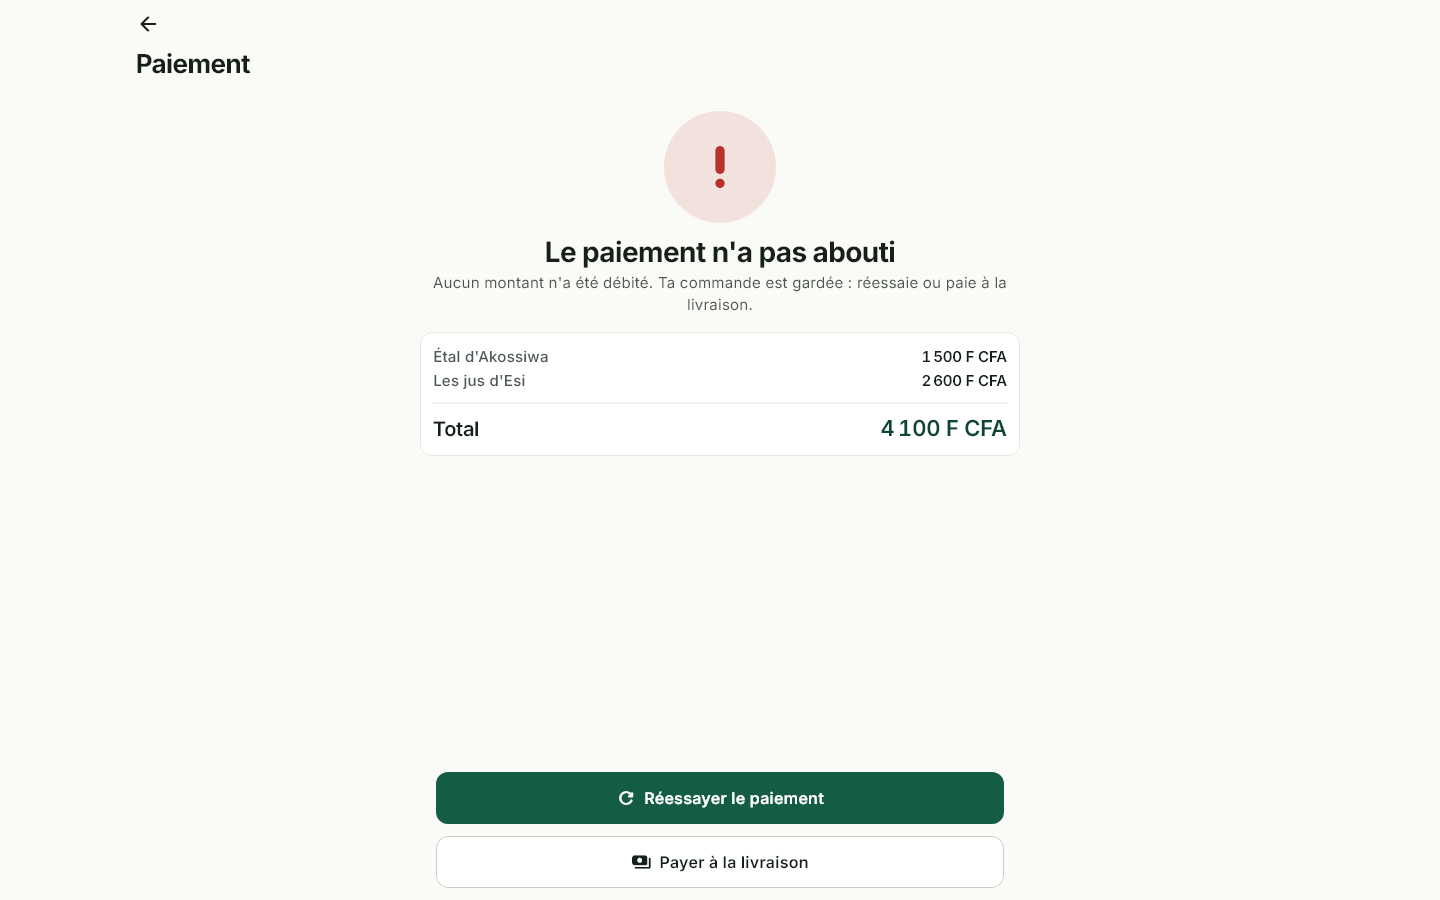 Paiement
Le paiement n'a pas abouti
Aucun montant n'a été débité. Ta commande est gardée : réessaie ou paie à la
livraison.
Étal d'Akossiwa 1 500 F CFA
Les jus d'Esi 2 600 F CFA
Total 4 100 F CFA
Réessayer le paiement
Payer à la livraison